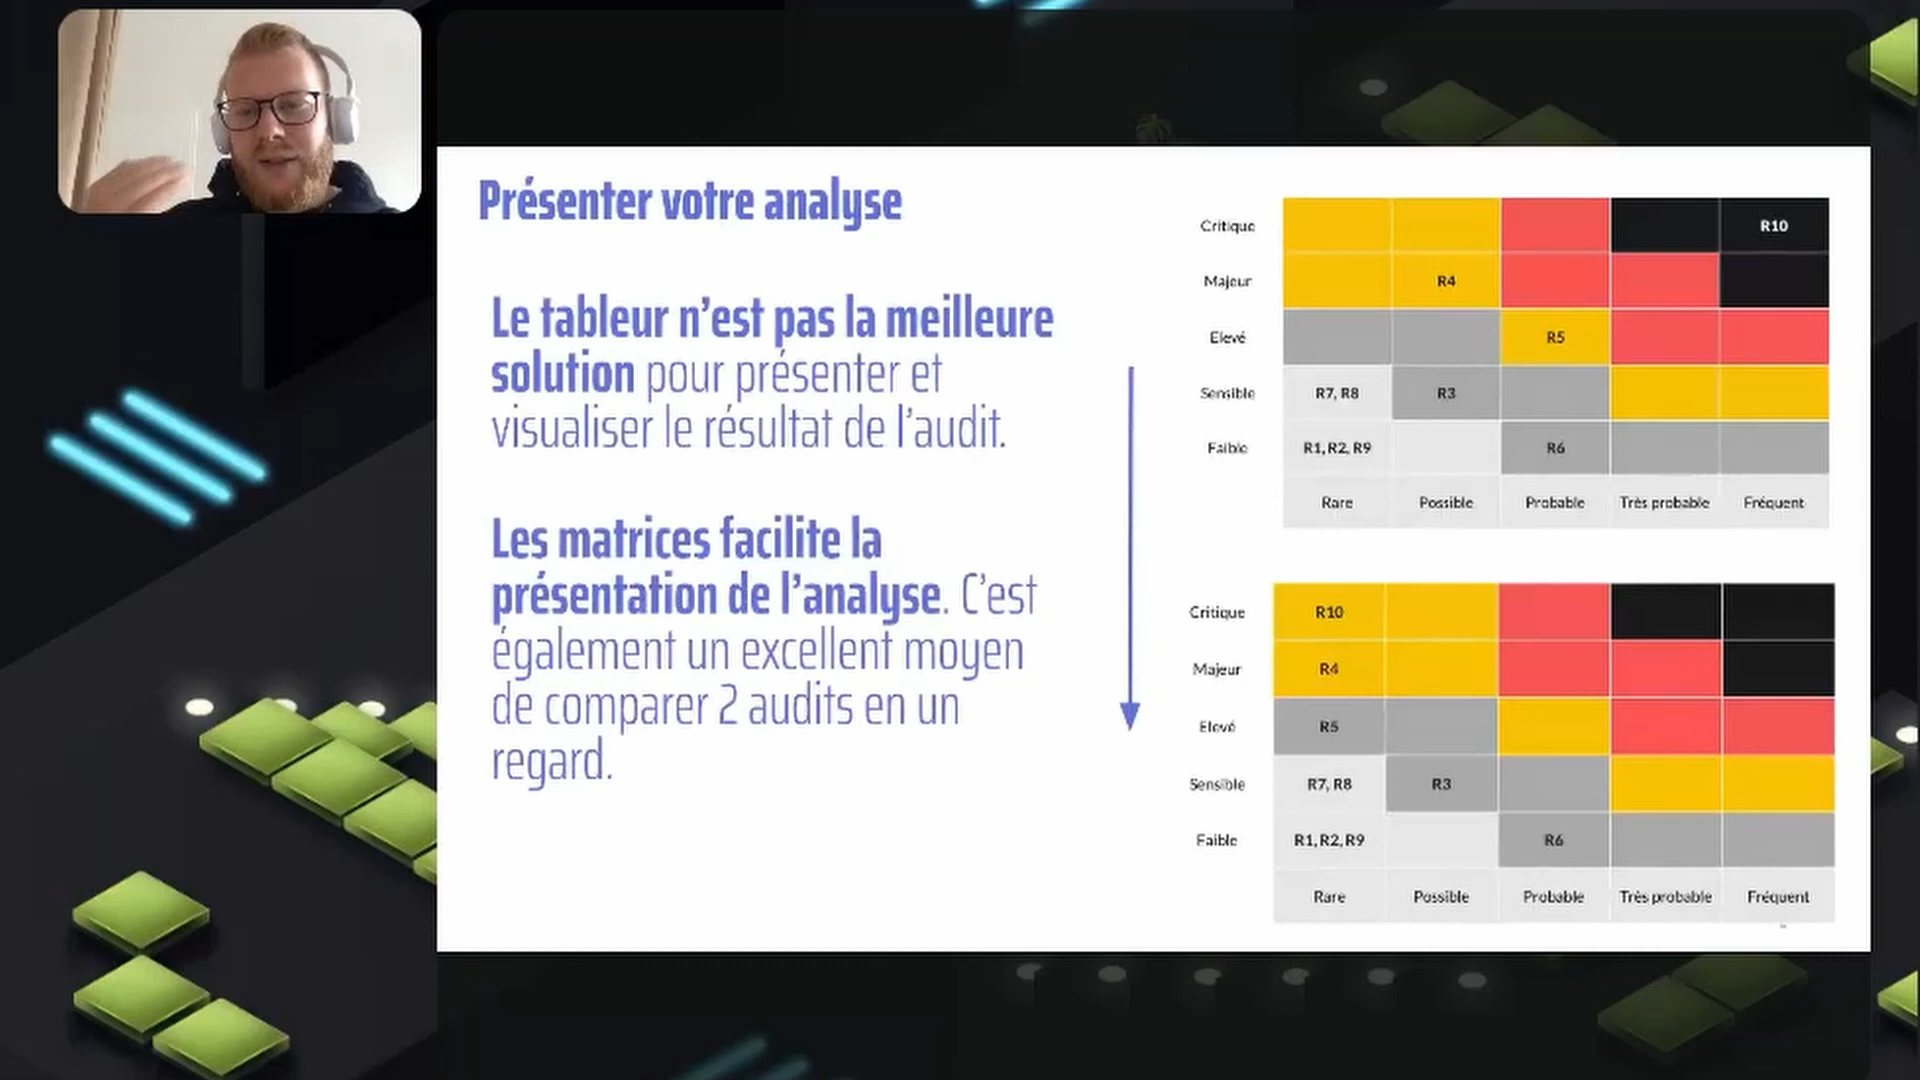 Présenter votre analyse
Le tableur n’est pas la meilleure
solution pour présenter et
visualiser le résultat de l’audit.
Les matrices facilite la
présentation de l’analyse. C’est
également un excellent moyen
de comparer 2 audits en un
regard.
Critique R10
Majeur R4
Elevé R5
Sensible R7, R8 R3
Faible R1, R2, R9 R6
Rare Possible Probable Très probable Fréquent
Critique R10
Majeur R4
Elevé R5
Sensible R7, R8 R3
Faible R1, R2, R9 R6
Rare Possible Probable Très probable Fréquent